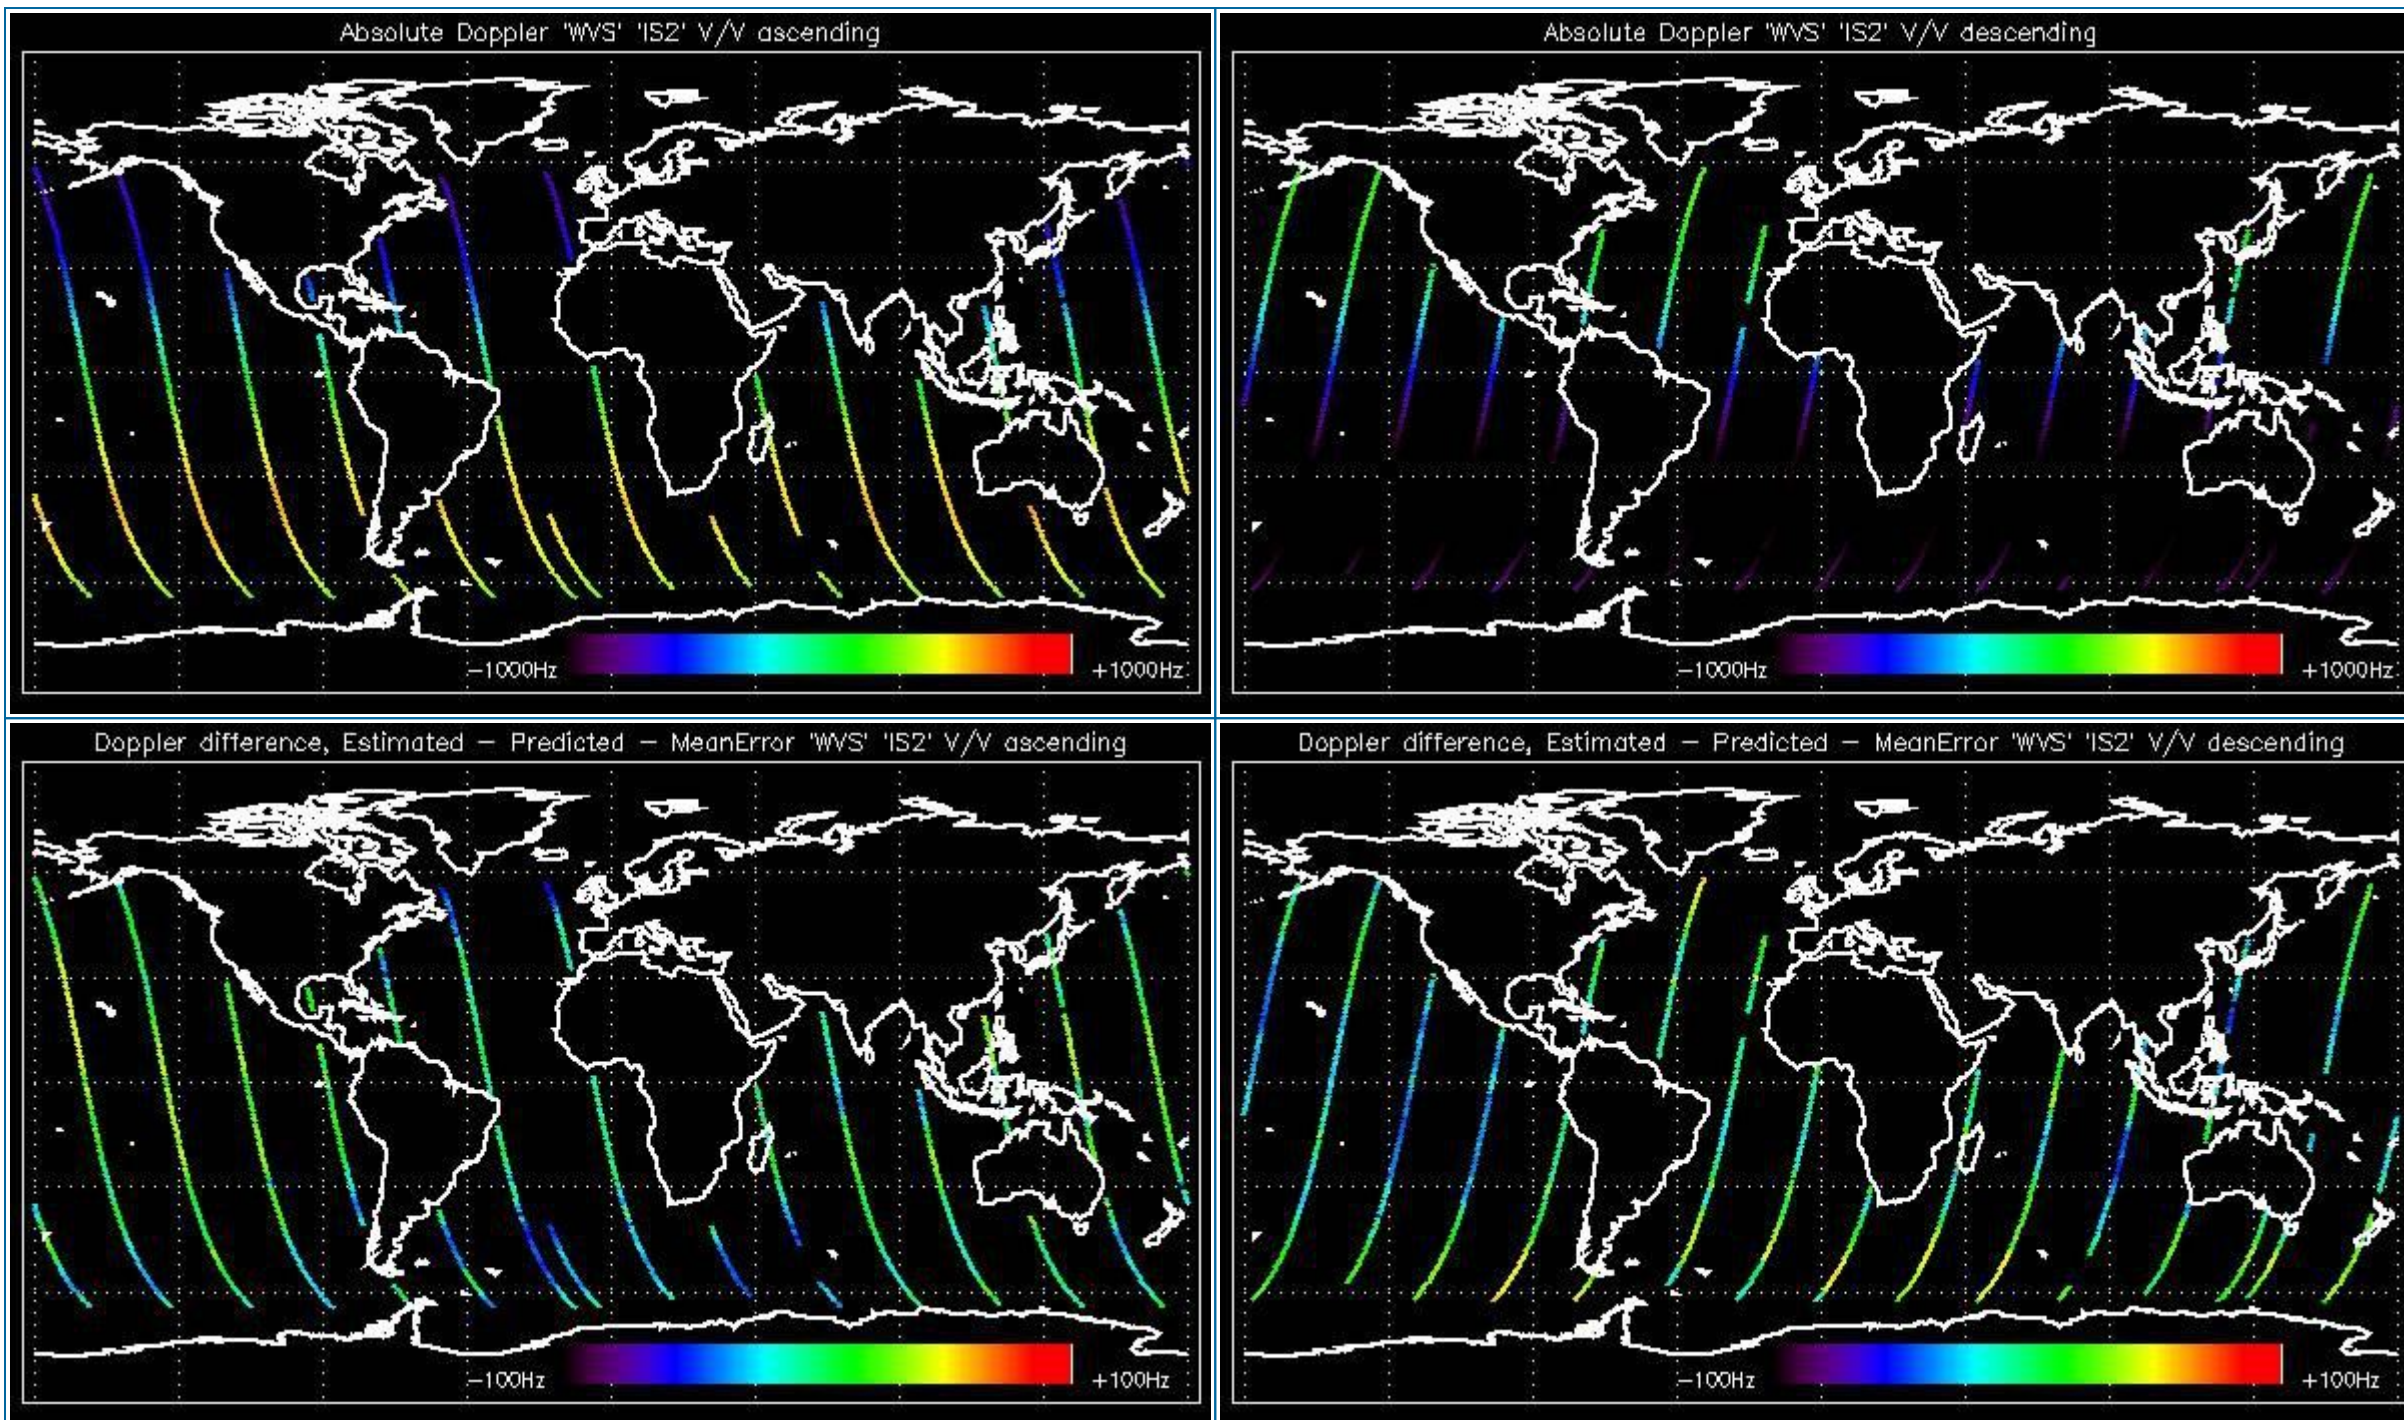 Absolute Doppler 'WVS' 'IS2' V/V ascending
-1000Hz
+1000Hz
Absolute Doppler 'WVS' 'IS2' V/V descending
-1000Hz
+1000Hz
Doppler difference, Estimated - Predicted - MeanError 'WVS' 'IS2' V/V ascending
-100Hz
+100Hz
Doppler difference, Estimated - Predicted - MeanError 'WVS' 'IS2' V/V descending
-100Hz
+100Hz